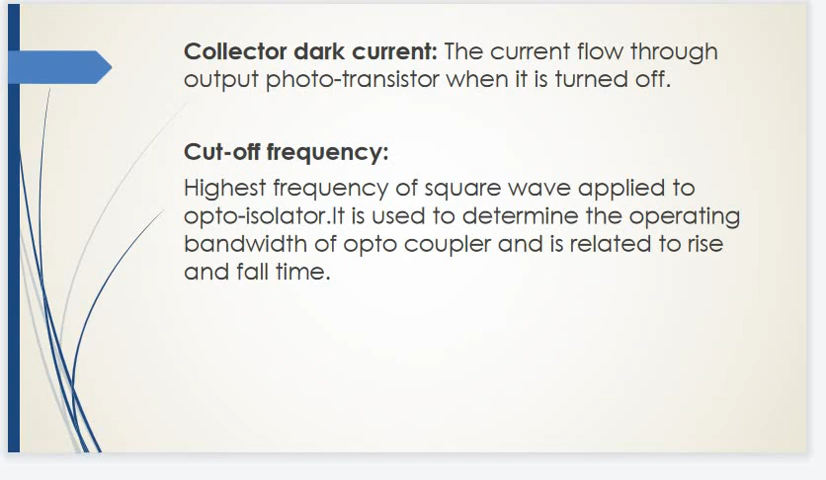 Collector dark current: The current flow through
output photo-transistor when it is turned off.
Cut-off frequency:
Highest frequency of square wave applied to
opto-isolator.It is used to determine the operating
bandwidth of opto coupler and is related to rise
and fall time.